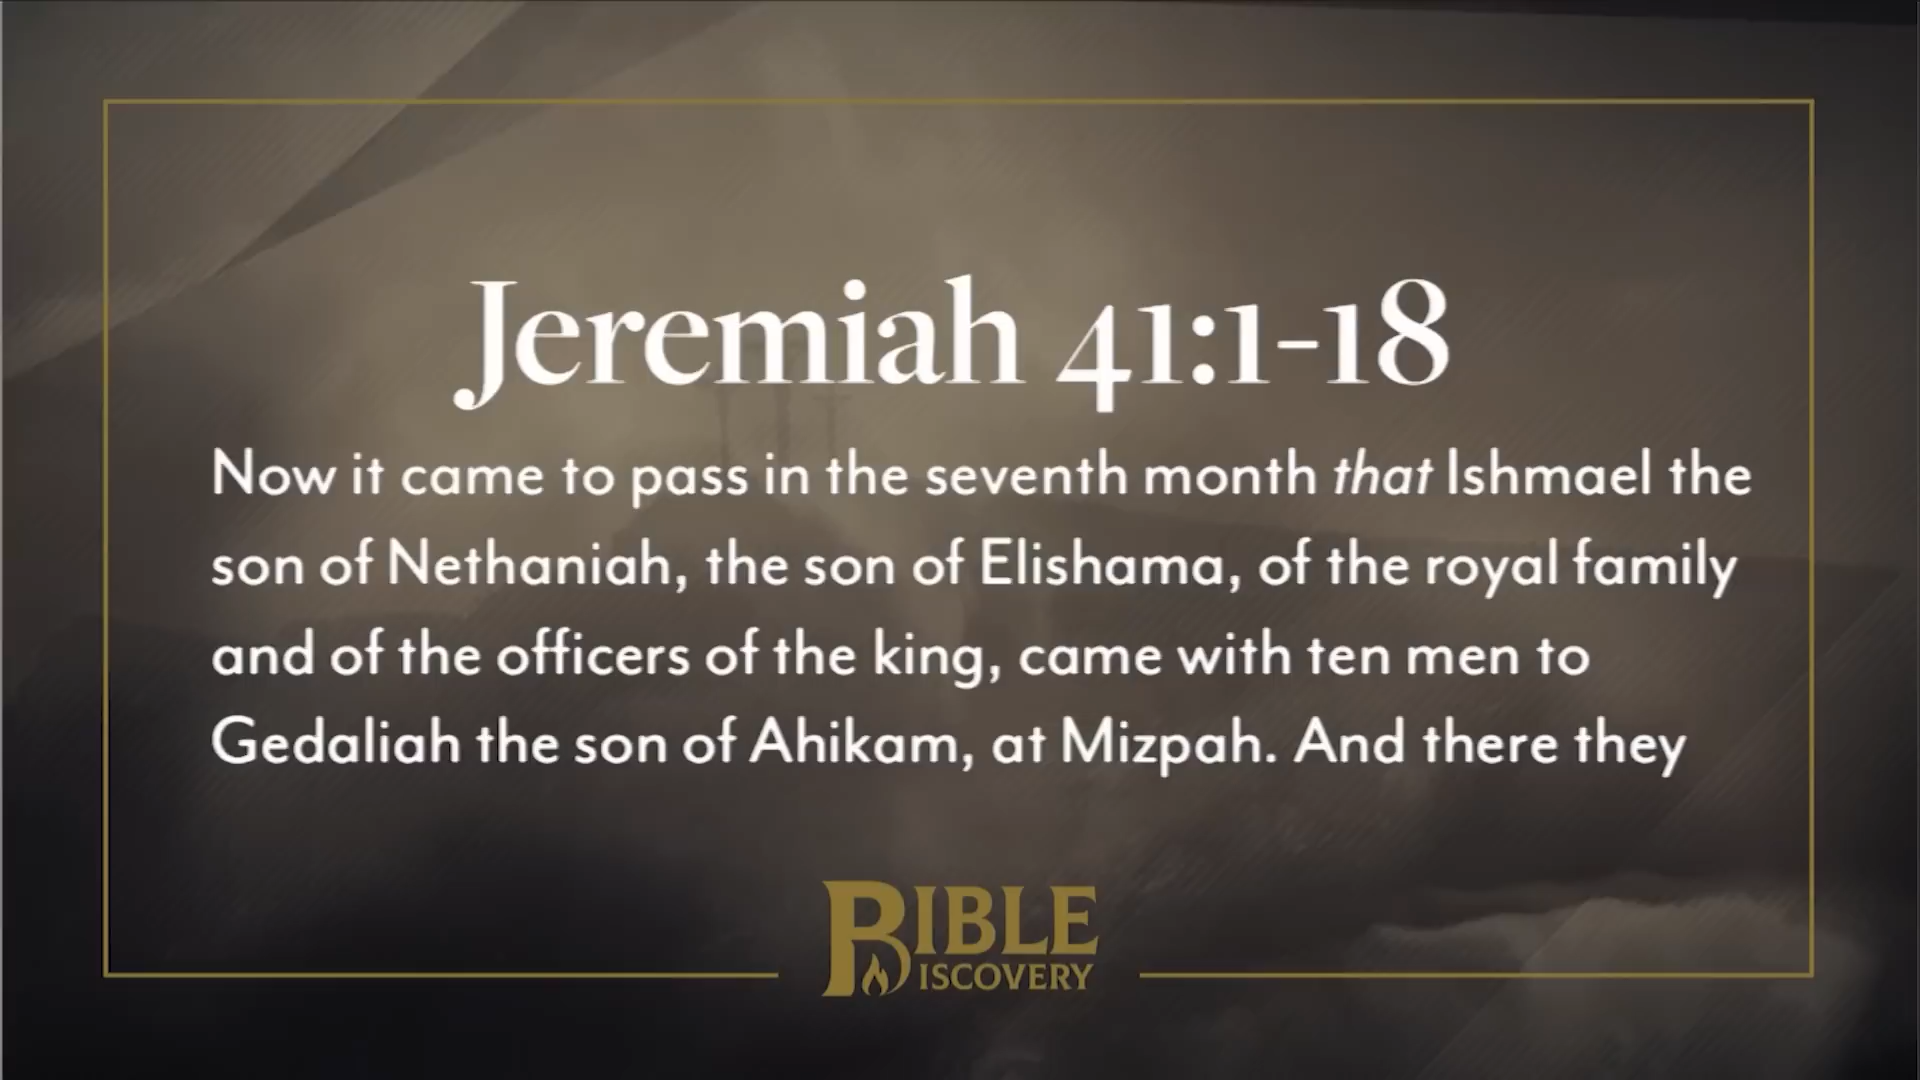 Jeremiah 41:1-18
Now it came to pass in the seventh month that Ishmael the
son of Nethaniah, the son of Elishama, of the royal family
and of the officers of the king, came with ten men to
Gedaliah the son of Ahikam, at Mizpah. And there they
BIBLE
DISCOVERY